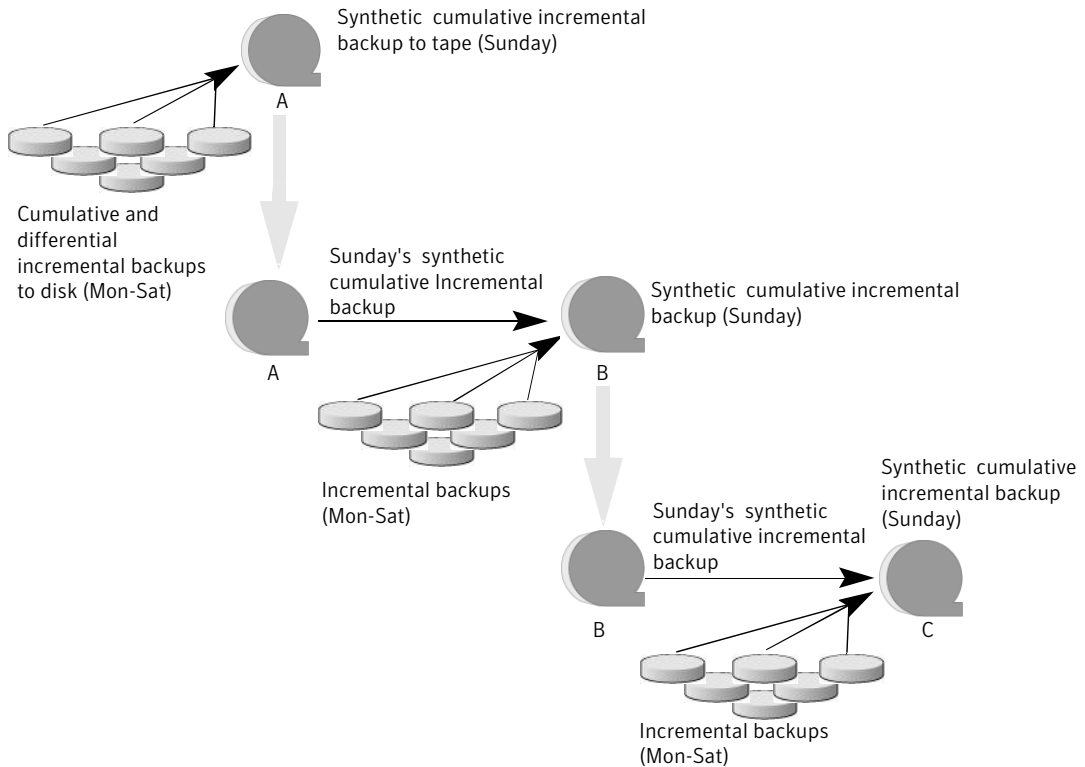 Synthetic cumulative incremental
backup to tape (Sunday)
A
Cumulative and
differential
incremental backups
to disk (Mon-Sat)
Sunday's synthetic
cumulative Incremental
backup
A
Synthetic cumulative incremental
backup (Sunday)
B
Incremental backups
(Mon-Sat)
Sunday's synthetic
cumulative incremental
backup
B
Synthetic cumulative
incremental backup
(Sunday)
C
Incremental backups
(Mon-Sat)